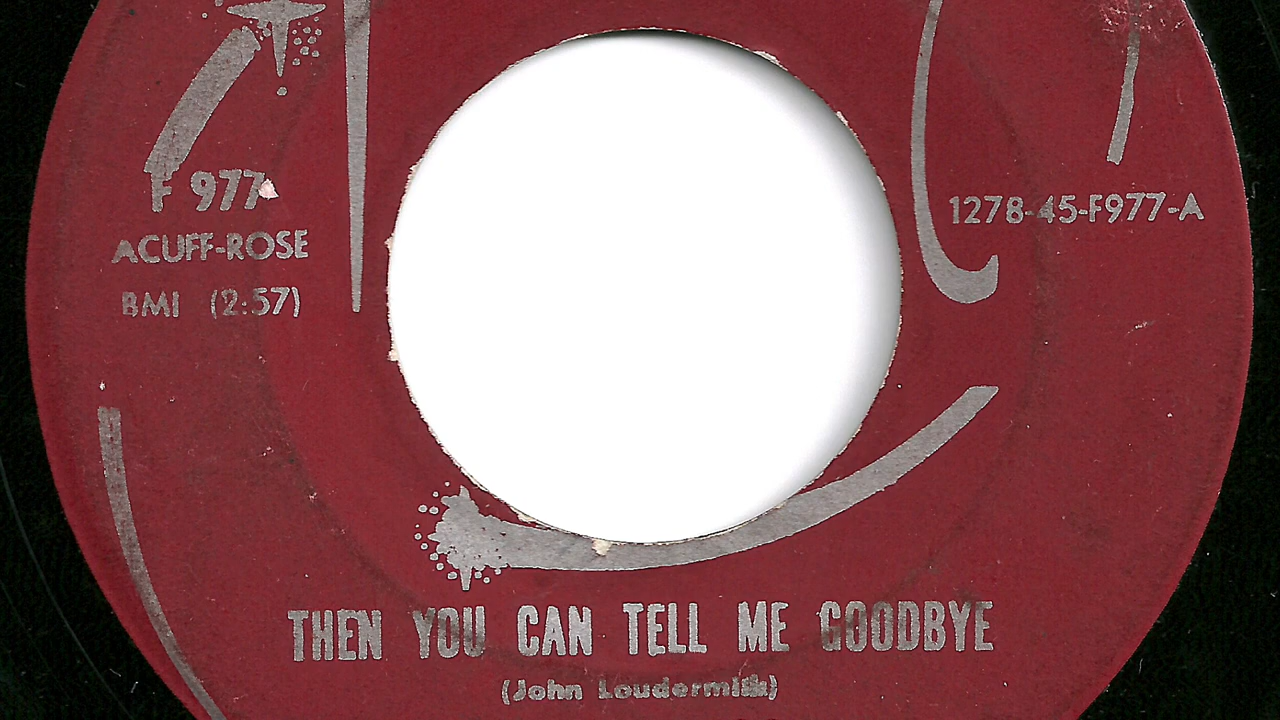 F 977
ACUFF-ROSE
BMI (2:57)
1278-45-F977-A
THEN YOU CAN TELL ME GOODBYE
(John Loudermilk)